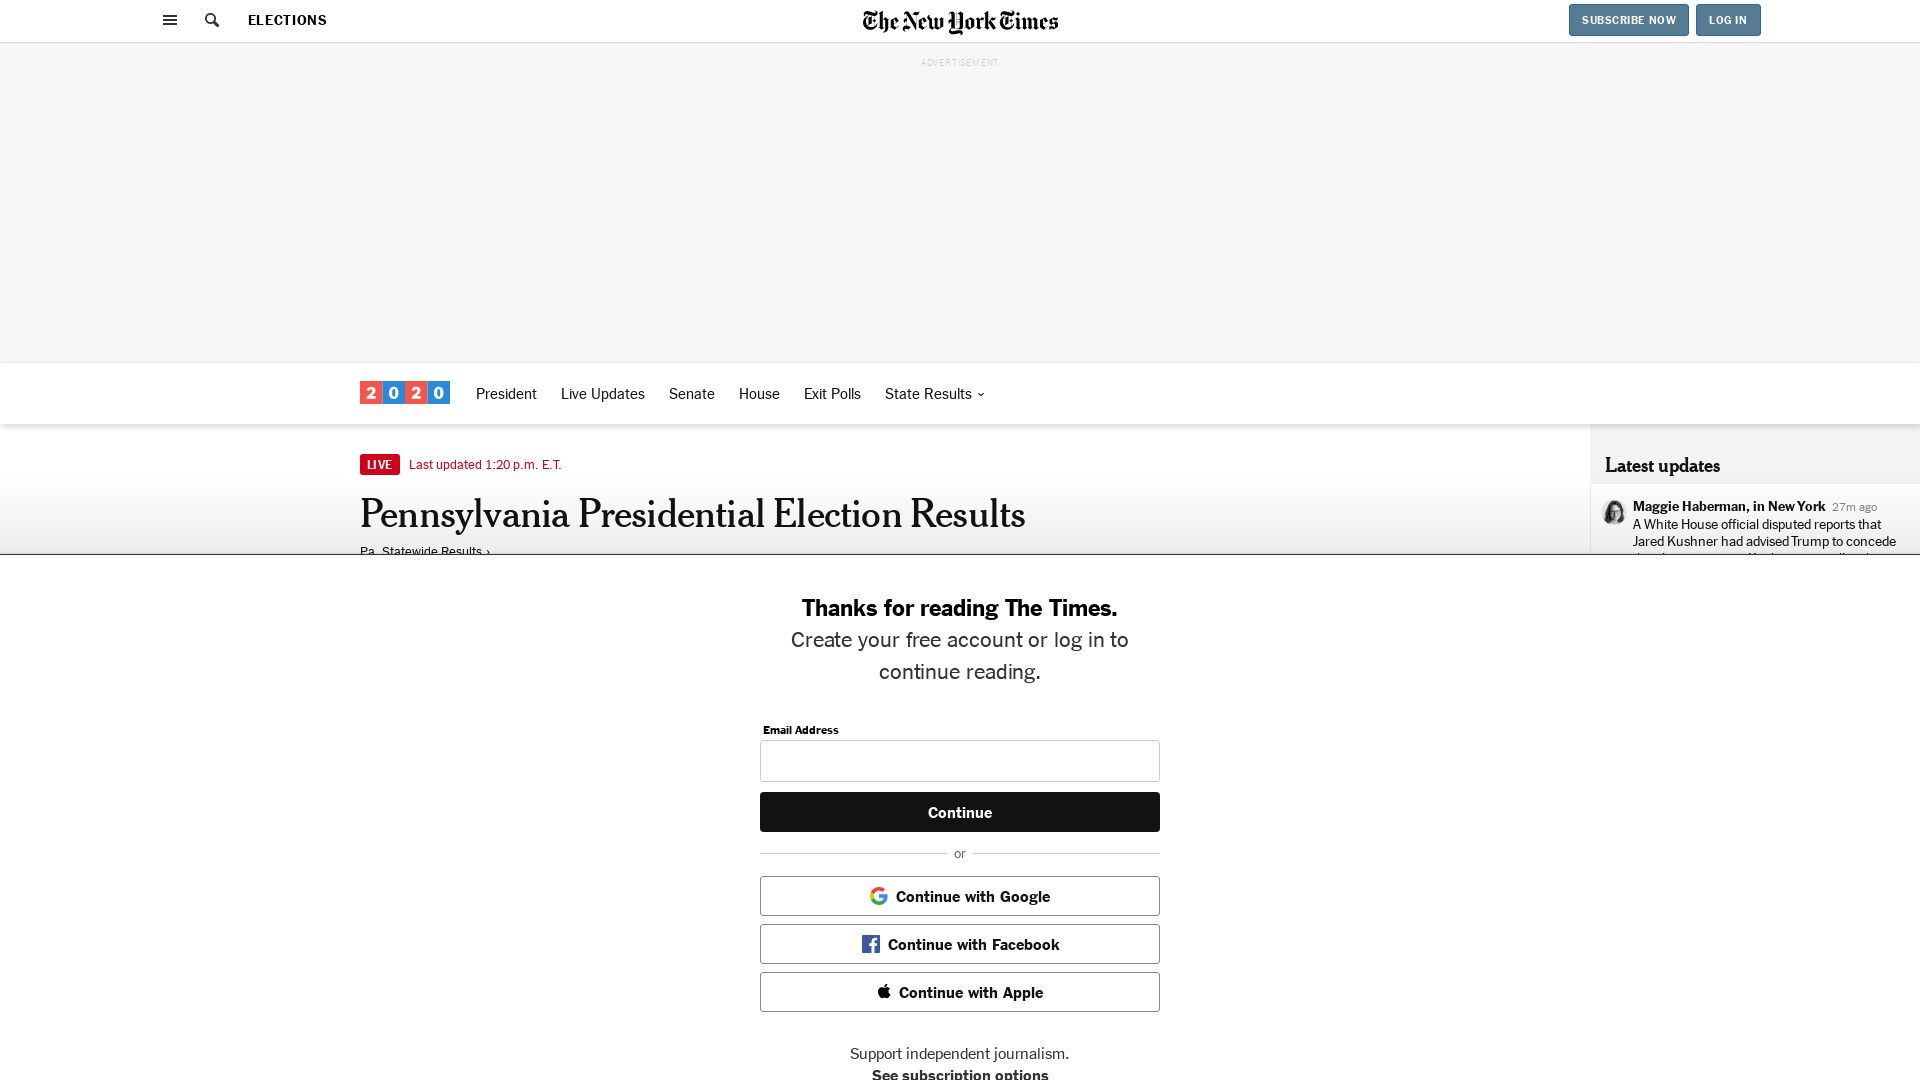 ELECTIONS
The New York Times
SUBSCRIBE NOW
LOG IN
ADVERTISEMENT
2020
President
Live Updates
Senate
House
Exit Polls
State Results
LIVE
Last updated 1:20 p.m. E.T.
Pennsylvania Presidential Election Results
Pa. Statewide Results ›
Latest updates
Maggie Haberman, in New York 27m ago
A White House official disputed reports that
Jared Kushner had advised Trump to concede
Thanks for reading The Times.
Create your free account or log in to
continue reading.
Email Address
Continue
or
Continue with Google
Continue with Facebook
Continue with Apple
Support independent journalism.
See subscription options